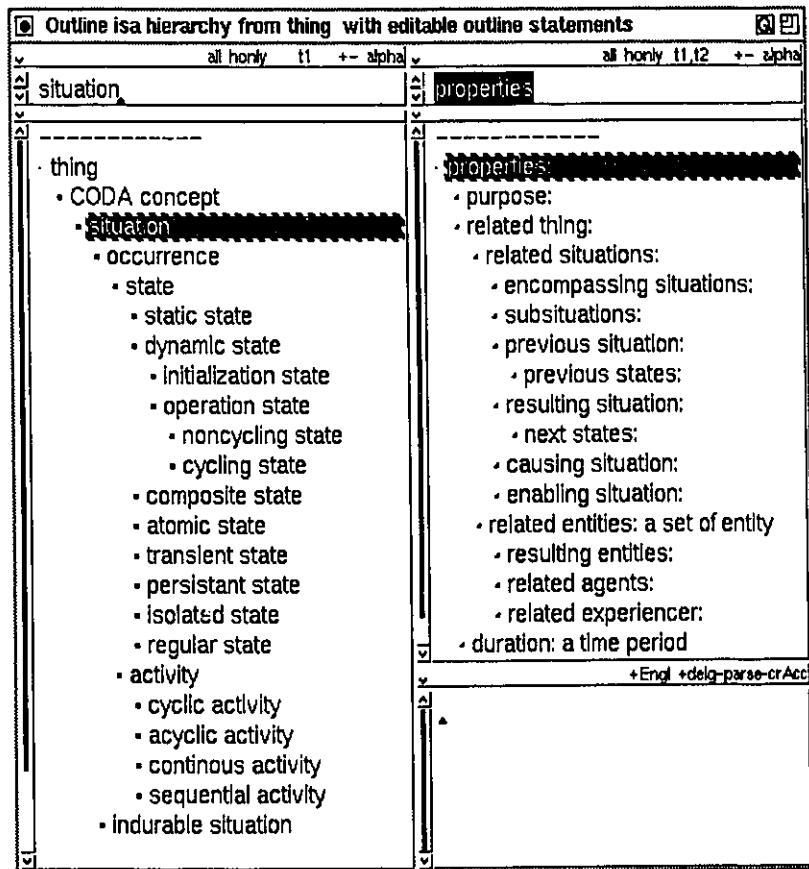 Outline isa hierarchy from thing with editable outline statements
all honly t1 +- alpha
all honly t1,t2 +- alpha
situation
properties
thing
CODA concept
situation
occurrence
state
static state
dynamic state
initialization state
operation state
noncycling state
cycling state
composite state
atomic state
transient state
persistant state
isolated state
regular state
activity
cyclic activity
acyclic activity
continous activity
sequential activity
indurable situation
properties:
purpose:
related thing:
related situations:
encompassing situations:
subsituations:
previous situation:
previous states:
resulting situation:
next states:
causing situation:
enabling situation:
related entities: a set of entity
resulting entities:
related agents:
related experiencer:
duration: a time period
+Engl +delg-parse-crAcc